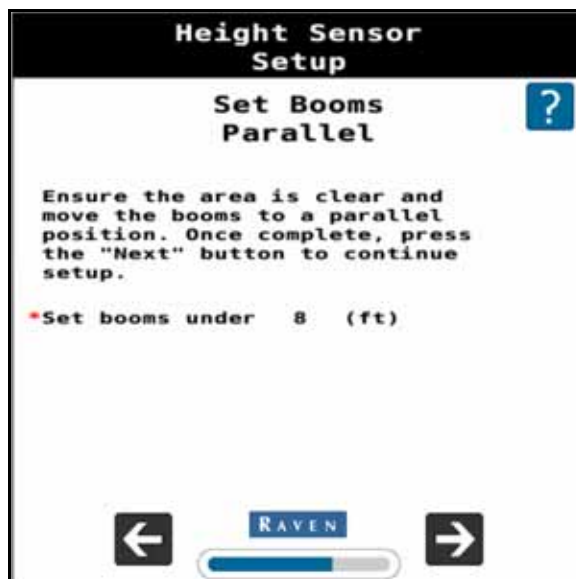 Height Sensor
Setup
Set Booms
Parallel
?
Ensure the area is clear and
move the booms to a parallel
position. Once complete, press
the "Next" button to continue
setup.
*Set booms under 8 (ft)
RAVEN